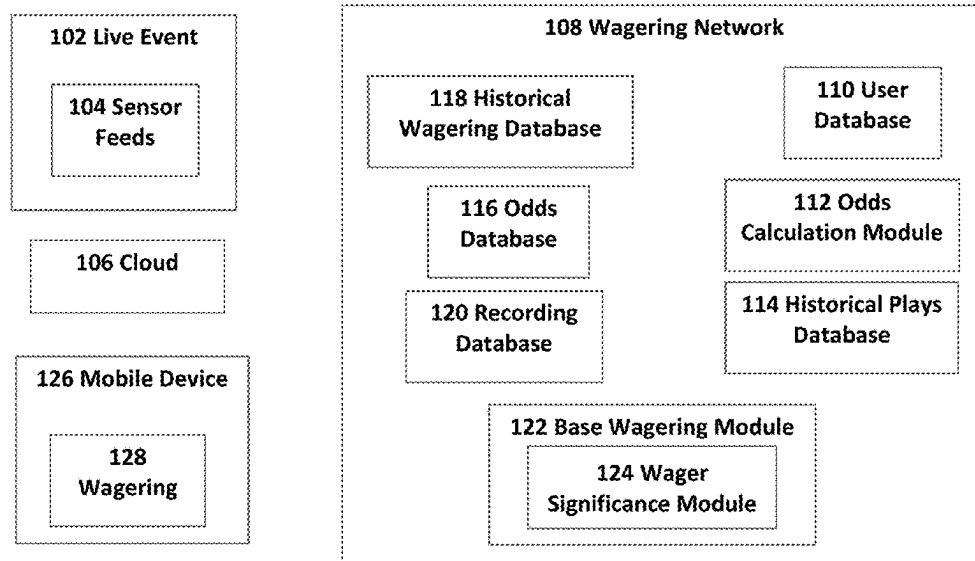 102 Live Event
104 Sensor
Feeds
106 Cloud
126 Mobile Device
128
Wagering
108 Wagering Network
118 Historical
Wagering Database
110 User
Database
116 Odds
Database
112 Odds
Calculation Module
120 Recording
Database
114 Historical Plays
Database
122 Base Wagering Module
124 Wager
Significance Module